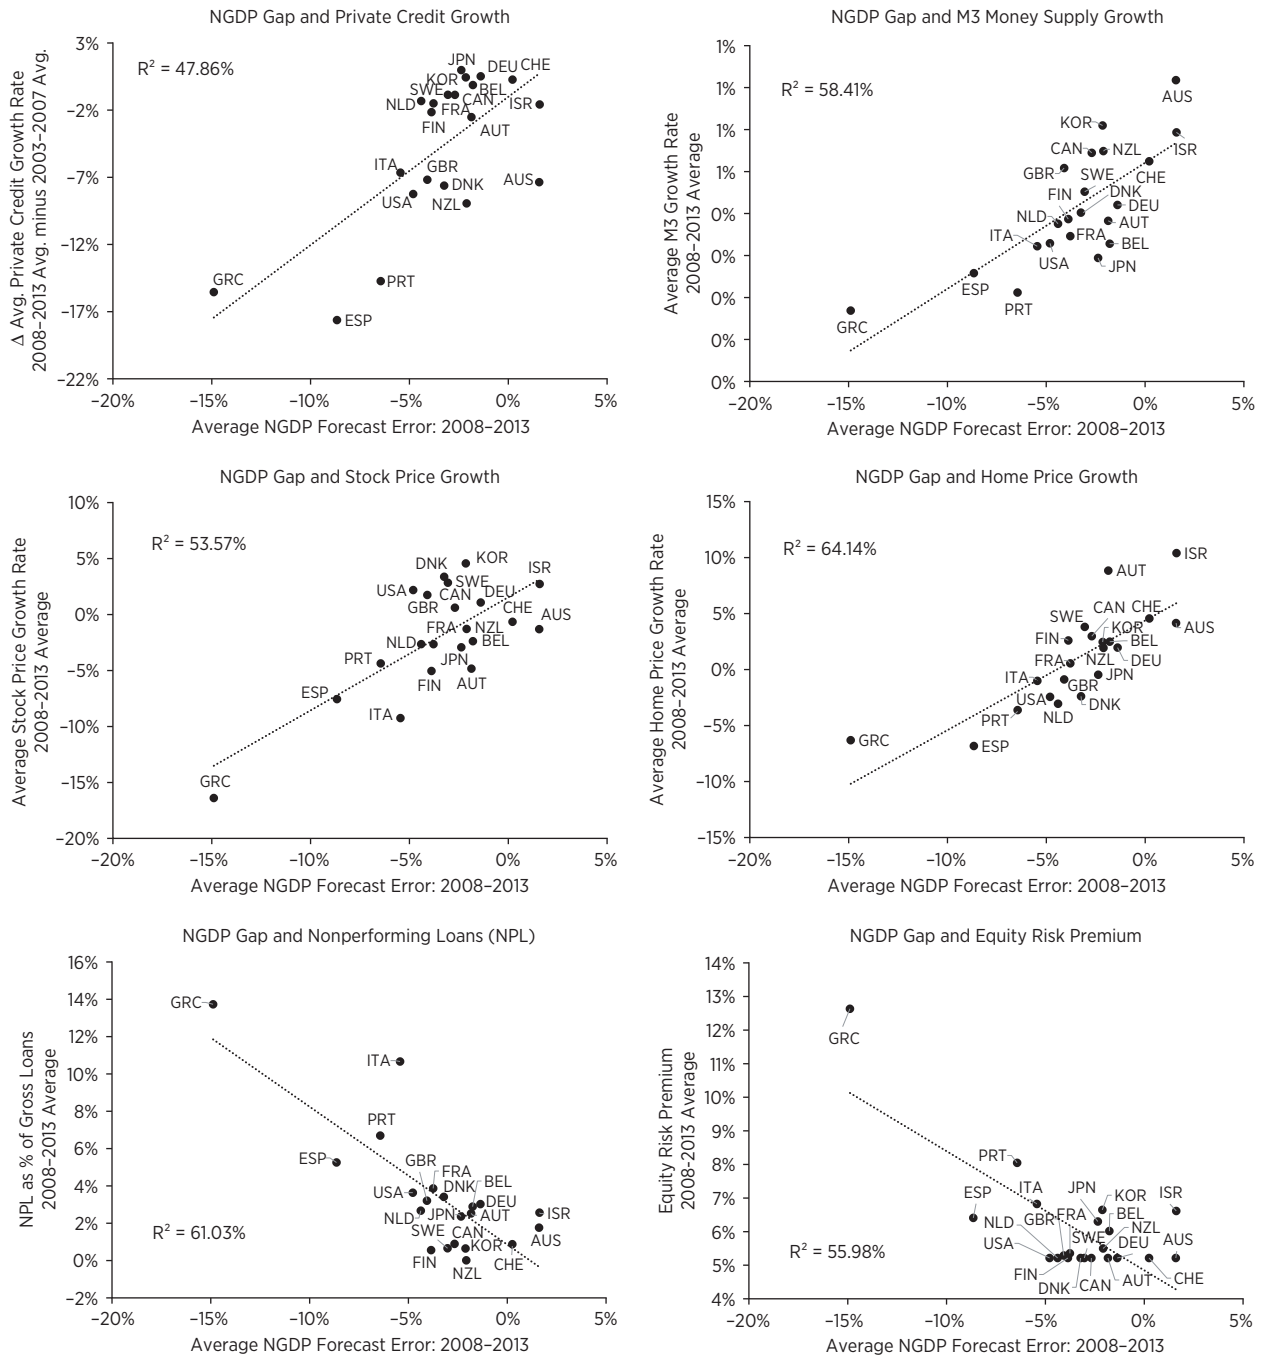 NGDP Gap and Private Credit Growth
R² = 47.86%
Δ Avg. Private Credit Growth Rate
2008–2013 Avg. minus 2003–2007 Avg.
3%
−2%
−7%
−12%
−17%
−22%
JPN
DEU
CHE
KOR
BEL
SWE
CAN
NLD
FRA
ISR
FIN
AUT
ITA
GBR
DNK
AUS
USA
NZL
GRC
PRT
ESP
−20%
−15%
−10%
−5%
0%
5%
Average NGDP Forecast Error: 2008–2013
NGDP Gap and M3 Money Supply Growth
R² = 58.41%
Average M3 Growth Rate
2008–2013 Average
1%
1%
1%
1%
0%
0%
0%
0%
0%
AUS
KOR
CAN
NZL
ISR
GBR
SWE
CHE
FIN
DNK
DEU
NLD
AUT
ITA
FRA
BEL
USA
JPN
ESP
PRT
GRC
−20%
−15%
−10%
−5%
0%
5%
Average NGDP Forecast Error: 2008–2013
NGDP Gap and Stock Price Growth
R² = 53.57%
Average Stock Price Growth Rate
2008–2013 Average
10%
5%
0%
−5%
−10%
−15%
−20%
DNK
KOR
ISR
USA
SWE
CAN
DEU
GBR
CHE
AUS
FRA
NZL
NLD
BEL
PRT
JPN
FIN
AUT
ESP
ITA
GRC
−20%
−15%
−10%
−5%
0%
5%
Average NGDP Forecast Error: 2008–2013
NGDP Gap and Home Price Growth
R² = 64.14%
Average Home Price Growth Rate
2008–2013 Average
15%
10%
5%
0%
−5%
−10%
−15%
ISR
AUT
CAN
CHE
SWE
KOR
AUS
FIN
BEL
FRA
NZL
DEU
ITA
JPN
GBR
USA
DNK
PRT
NLD
GRC
ESP
−20%
−15%
−10%
−5%
0%
5%
Average NGDP Forecast Error: 2008–2013
NGDP Gap and Nonperforming Loans (NPL)
R² = 61.03%
NPL as % of Gross Loans
2008–2013 Average
16%
14%
12%
10%
8%
6%
4%
2%
0%
−2%
GRC
ITA
PRT
ESP
GBR
FRA
BEL
USA
DNK
DEU
NLD
JPN
AUT
ISR
SWE
CAN
AUS
KOR
FIN
CHE
NZL
−20%
−15%
−10%
−5%
0%
5%
Average NGDP Forecast Error: 2008–2013
NGDP Gap and Equity Risk Premium
R² = 55.98%
Equity Risk Premium
2008-2013 Average
14%
13%
12%
11%
10%
9%
8%
7%
6%
5%
4%
GRC
PRT
ESP
ITA
JPN
KOR
ISR
NLD
GBR
FRA
BEL
NZL
USA
SWE
DEU
AUS
FIN
DNK
CAN
AUT
CHE
−20%
−15%
−10%
−5%
0%
5%
Average NGDP Forecast Error: 2008–2013